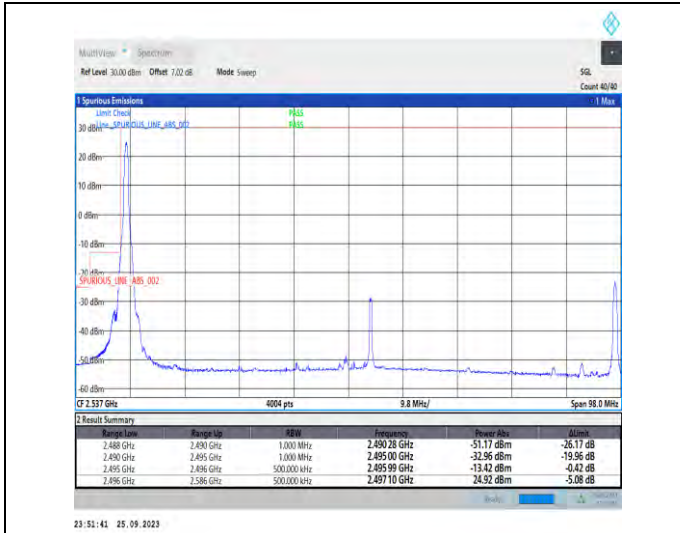 MultiView Spectrum
Ref Level 30.00 dBm Offset 7.02 dB Mode Sweep SGL
Count 40/40
1 Spurious Emissions 1 Max
Limit Check PASS
Line _SPURIOUS_LINE_ABS_002 PASS
30 dBm
20 dBm
10 dBm
0 dBm
-10 dBm
-20 dBm
_SPURIOUS_LINE_ABS_002
-30 dBm
-40 dBm
-50 dBm
-60 dBm
CF 2.537 GHz 4004 pts 9.8 MHz/ Span 98.0 MHz
2 Result Summary
Range Low Range Up RBW Frequency Power Abs ΔLimit
2.488 GHz 2.490 GHz 1.000 MHz 2.490 28 GHz -51.17 dBm -26.17 dB
2.490 GHz 2.495 GHz 1.000 MHz 2.495 00 GHz -32.96 dBm -19.96 dB
2.495 GHz 2.496 GHz 500.000 kHz 2.495 99 GHz -13.42 dBm -0.42 dB
2.496 GHz 2.586 GHz 500.000 kHz 2.497 10 GHz 24.92 dBm -5.08 dB
23:51:41 25.09.2023